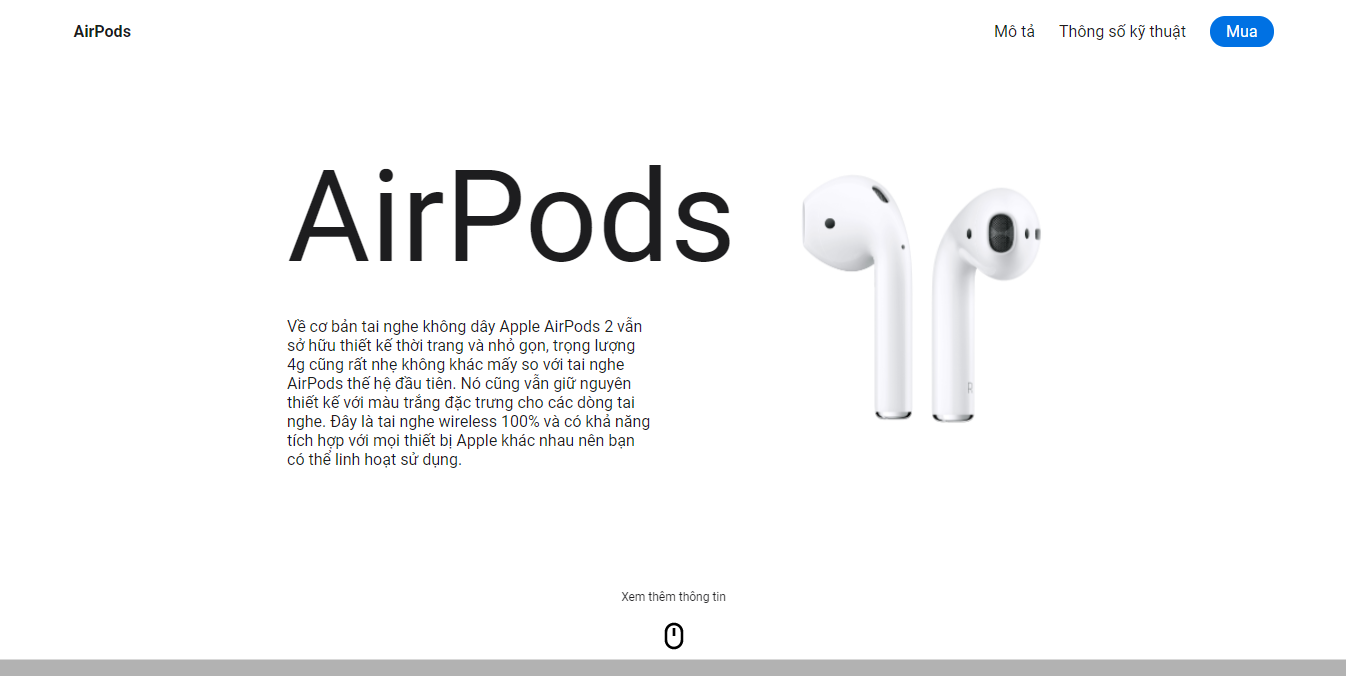 AirPods
Mô tả
Thông số kỹ thuật
Mua
AirPods
Về cơ bản tai nghe không dây Apple AirPods 2 vẫn
sở hữu thiết kế thời trang và nhỏ gọn, trọng lượng
4g cũng rất nhẹ không khác mấy so với tai nghe
AirPods thế hệ đầu tiên. Nó cũng vẫn giữ nguyên
thiết kế với màu trắng đặc trưng cho các dòng tai
nghe. Đây là tai nghe wireless 100% và có khả năng
tích hợp với mọi thiết bị Apple khác nhau nên bạn
có thể linh hoạt sử dụng.
R
Xem thêm thông tin